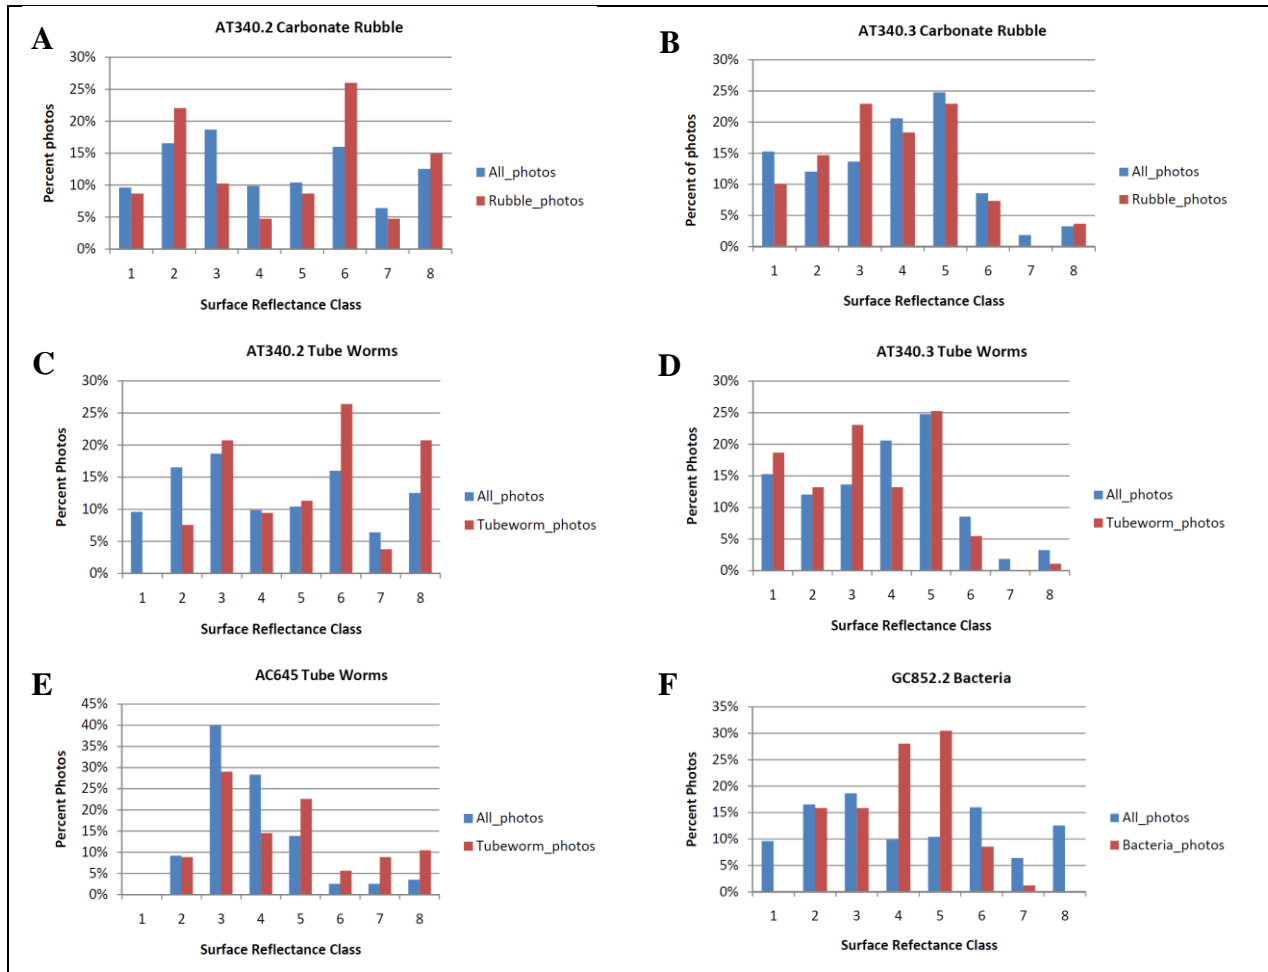 A
AT340.2 Carbonate Rubble
30%
25%
20%
15%
10%
5%
0%
Percent photos
1 2 3 4 5 6 7 8
Surface Reflectance Class
All_photos
Rubble_photos
B
AT340.3 Carbonate Rubble
30%
25%
20%
15%
10%
5%
0%
Percent of photos
1 2 3 4 5 6 7 8
Surface Reflectance Class
All_photos
Rubble_photos
C
AT340.2 Tube Worms
30%
25%
20%
15%
10%
5%
0%
Percent Photos
1 2 3 4 5 6 7 8
Surface Reflectance Class
All_photos
Tubeworm_photos
D
AT340.3 Tube Worms
30%
25%
20%
15%
10%
5%
0%
Percent Photos
1 2 3 4 5 6 7 8
Surface Reflectance Class
All_photos
Tubeworm_photos
E
AC645 Tube Worms
45%
40%
35%
30%
25%
20%
15%
10%
5%
0%
Percent Photos
1 2 3 4 5 6 7 8
Surface Reflectance Class
All_photos
Tubeworm_photos
F
GC852.2 Bacteria
35%
30%
25%
20%
15%
10%
5%
0%
Percent Photos
1 2 3 4 5 6 7 8
Surface Refectance Class
All_photos
Bacteria_photos